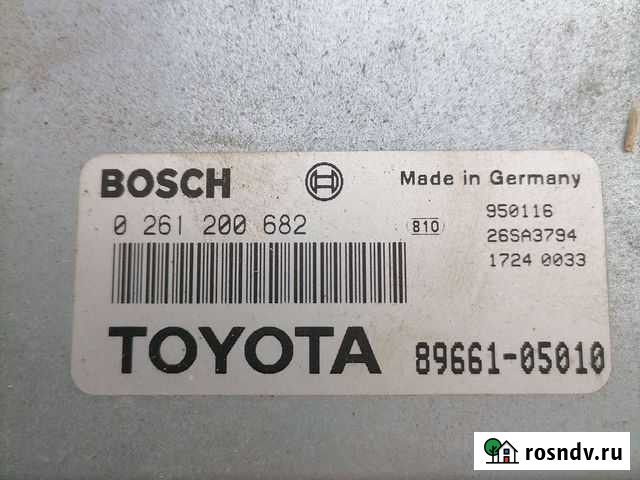 BOSCH
Made in Germany
0 261 200 682
810
950116
26SA3794
1724 0033
TOYOTA
89661-05010
rosndv.ru